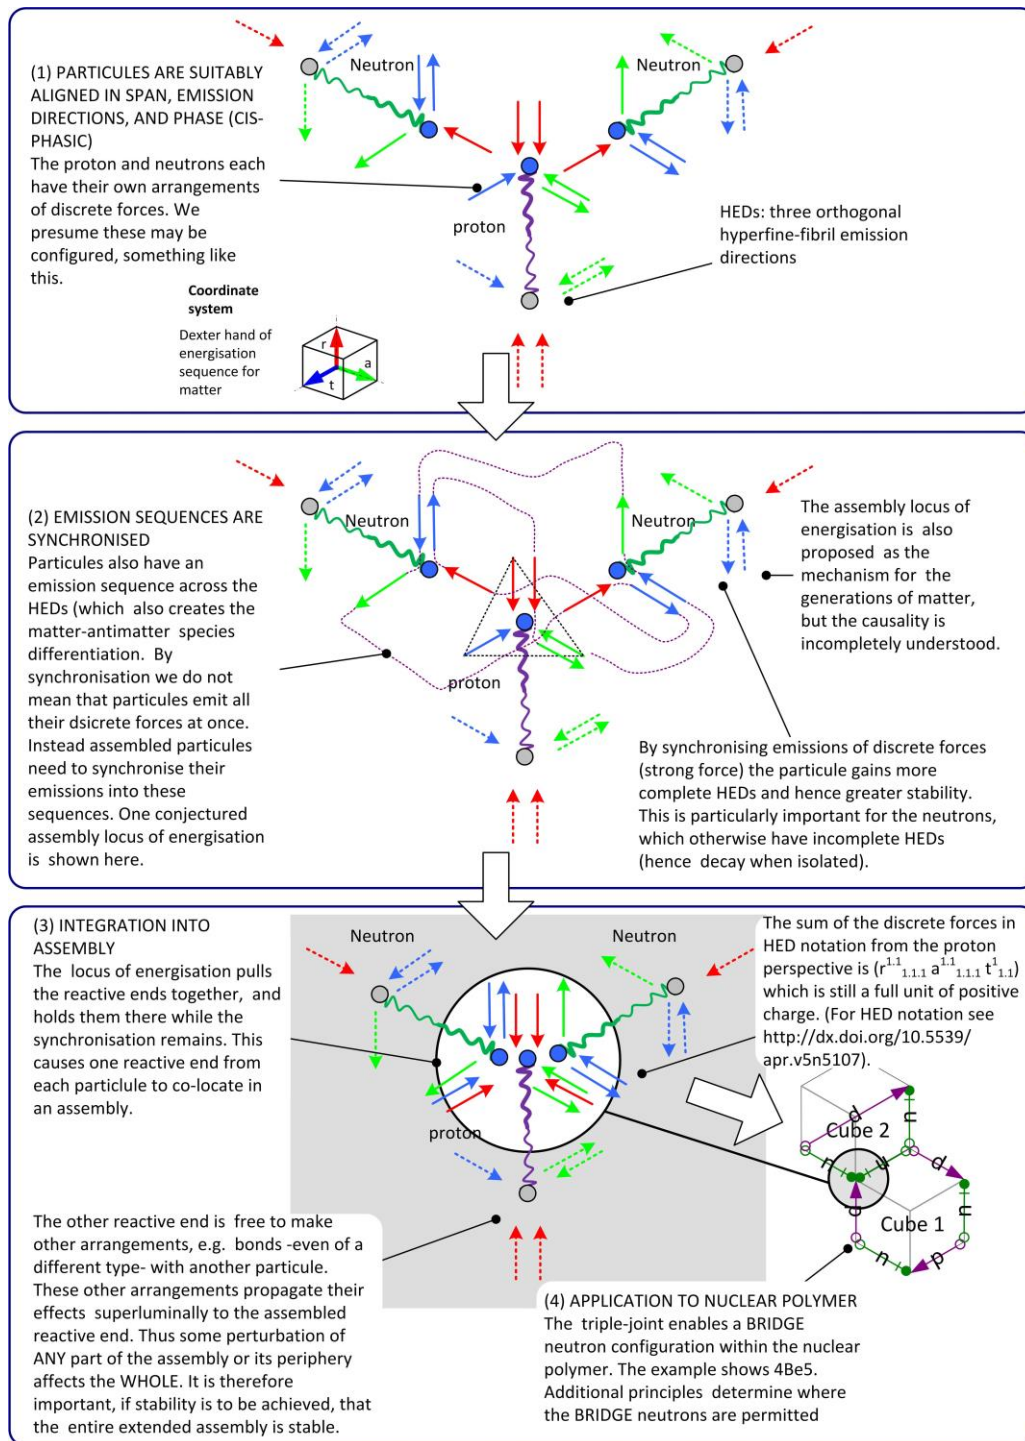 (1) PARTICULES ARE SUITABLY
ALIGNED IN SPAN, EMISSION
DIRECTIONS, AND PHASE (CIS-
PHASIC)
The proton and neutrons each
have their own arrangements
of discrete forces. We
presume these may be
configured, something like
this.
Neutron
Neutron
proton
HEDs: three orthogonal
hyperfine-fibril emission
directions
Coordinate
system
Dexter hand of
energisation
sequence for
matter
r
a
t
(2) EMISSION SEQUENCES ARE
SYNCHRONISED
Particules also have an
emission sequence across the
HEDs (which also creates the
matter-antimatter species
differentiation. By
synchronisation we do not
mean that particules emit all
their dsicrete forces at once.
Instead assembled particules
need to synchronise their
emissions into these
sequences. One conjectured
assembly locus of energisation
is shown here.
Neutron
Neutron
proton
The assembly locus of
energisation is also
proposed as the
mechanism for the
generations of matter,
but the causality is
incompletely understood.
By synchronising emissions of discrete forces
(strong force) the particule gains more
complete HEDs and hence greater stability.
This is particularly important for the neutrons,
which otherwise have incomplete HEDs
(hence decay when isolated).
(3) INTEGRATION INTO
ASSEMBLY
The locus of energisation pulls
the reactive ends together, and
holds them there while the
synchronisation remains. This
causes one reactive end from
each particlule to co-locate in
an assembly.
Neutron
Neutron
proton
The sum of the discrete forces in
HED notation from the proton
perspective is (r¹·¹₁.₁.₁ a¹·¹₁.₁.₁ t¹₁.₁)
which is still a full unit of positive
charge. (For HED notation see
http://dx.doi.org/10.5539/
apr.v5n5107).
p
n
Cube 2
n
n
p
p
Cube 1
n
n
p
The other reactive end is free to make
other arrangements, e.g. bonds -even of a
different type- with another particule.
These other arrangements propagate their
effects superluminally to the assembled
reactive end. Thus some perturbation of
ANY part of the assembly or its periphery
affects the WHOLE. It is therefore
important, if stability is to be achieved, that
the entire extended assembly is stable.
(4) APPLICATION TO NUCLEAR POLYMER
The triple-joint enables a BRIDGE
neutron configuration within the nuclear
polymer. The example shows 4Be5.
Additional principles determine where
the BRIDGE neutrons are permitted